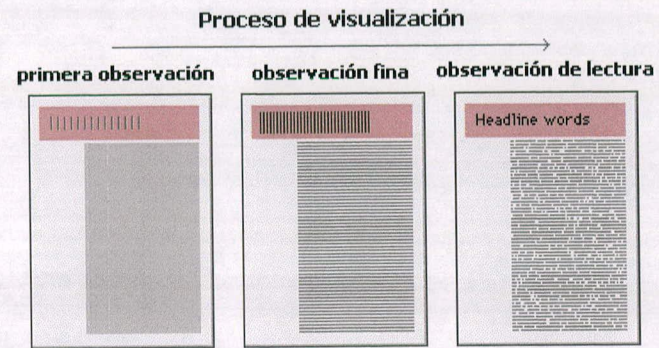 Proceso de visualización
primera observación
observación fina
observación de lectura
Headline words